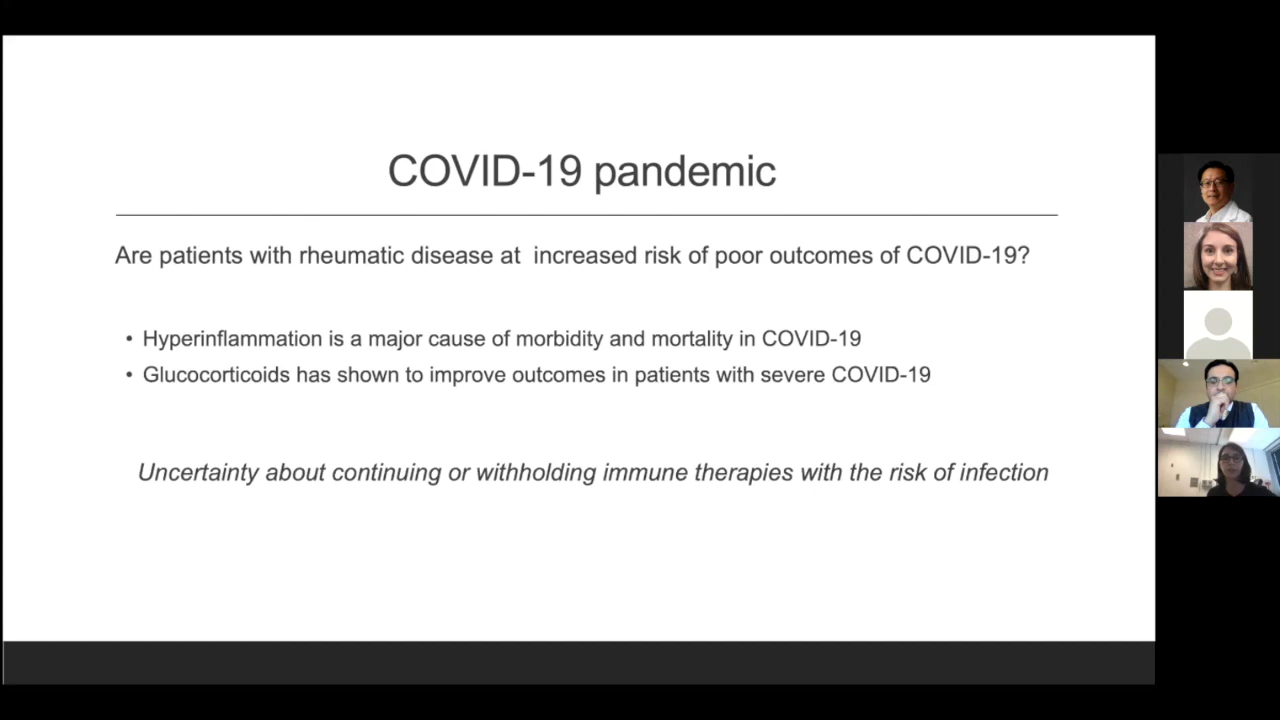 COVID-19 pandemic
Are patients with rheumatic disease at  increased risk of poor outcomes of COVID-19?
• Hyperinflammation is a major cause of morbidity and mortality in COVID-19
• Glucocorticoids has shown to improve outcomes in patients with severe COVID-19
Uncertainty about continuing or withholding immune therapies with the risk of infection